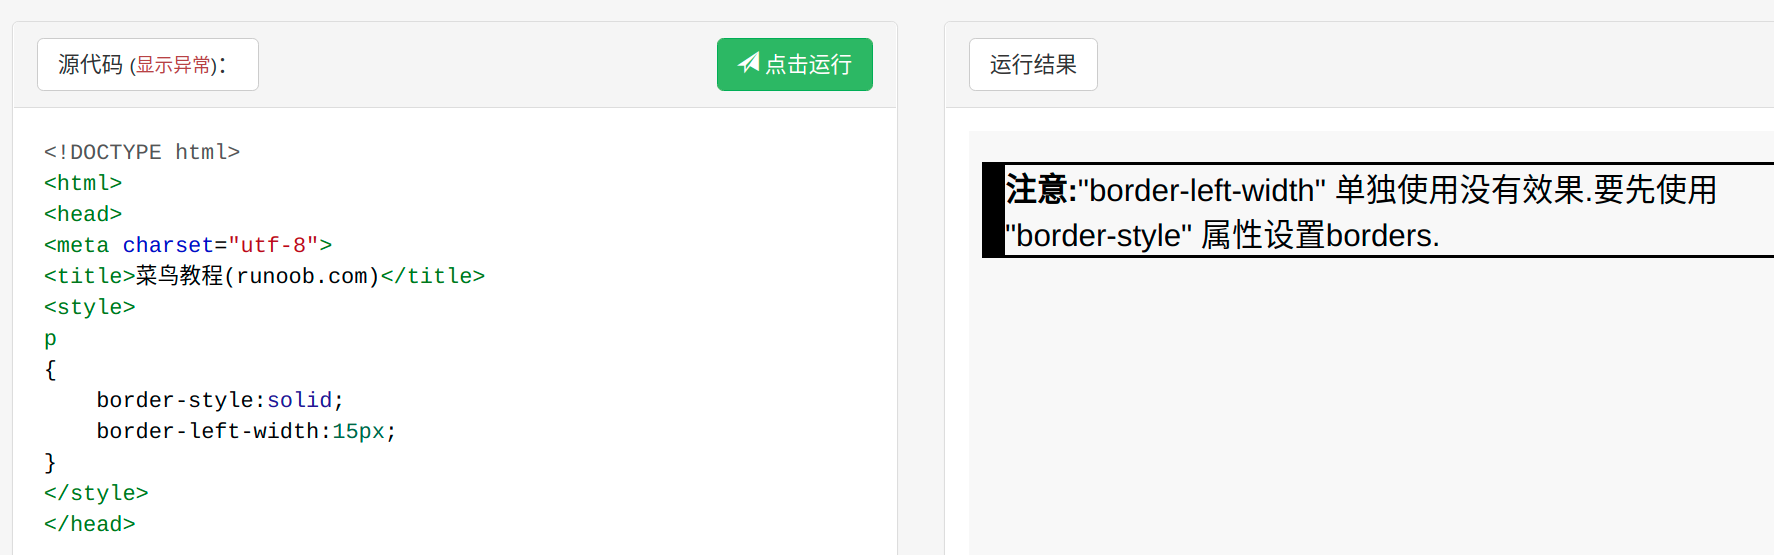 源代码 (显示异常)：
点击运行
<!DOCTYPE html>
<html>
<head>
<meta charset="utf-8">
<title>菜鸟教程(runoob.com)</title>
<style>
p
{
    border-style:solid;
    border-left-width:15px;
}
</style>
</head>
运行结果
注意:"border-left-width" 单独使用没有效果.要先使用
"border-style" 属性设置borders.